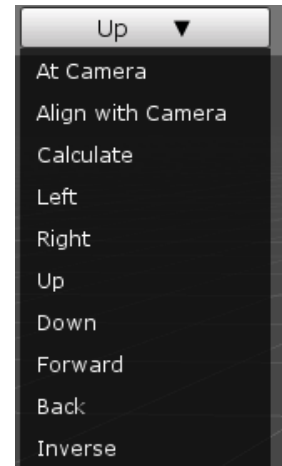 Up ▼
At Camera
Align with Camera
Calculate
Left
Right
Up
Down
Forward
Back
Inverse